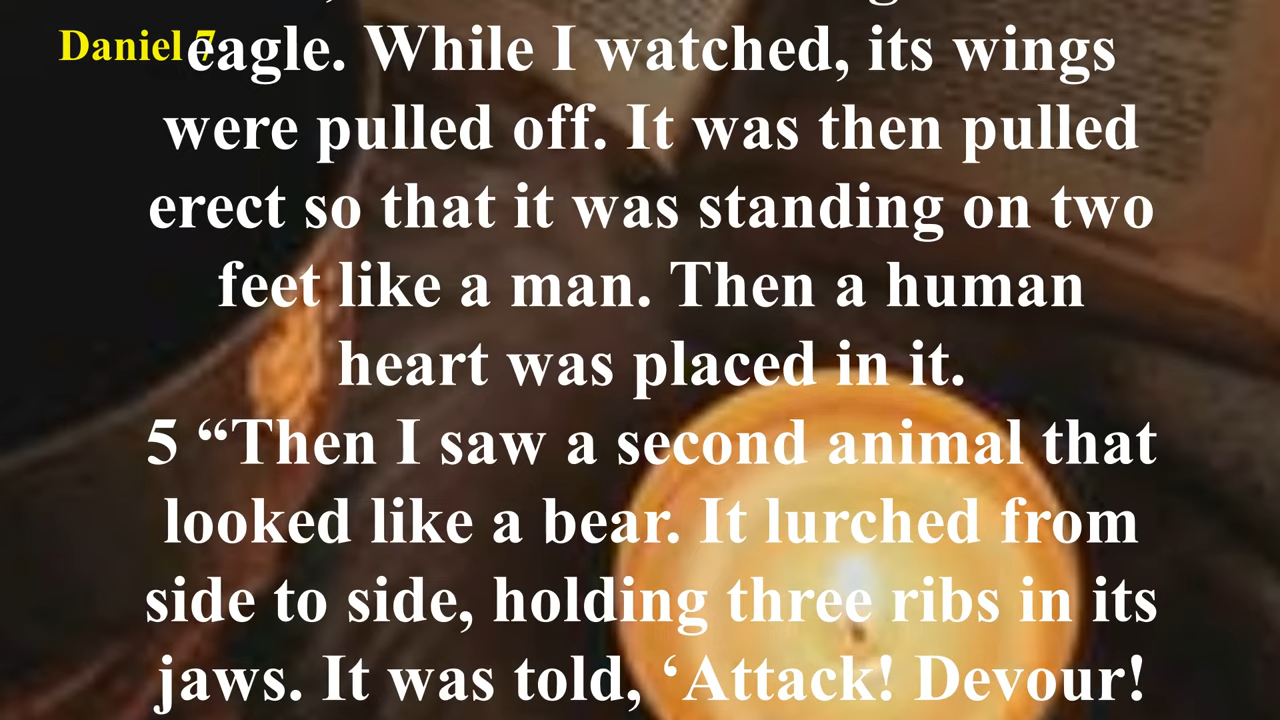 Daniel 7
eagle. While I watched, its wings
were pulled off. It was then pulled
erect so that it was standing on two
feet like a man. Then a human
heart was placed in it.
5 “Then I saw a second animal that
looked like a bear. It lurched from
side to side, holding three ribs in its
jaws. It was told, ‘Attack! Devour!